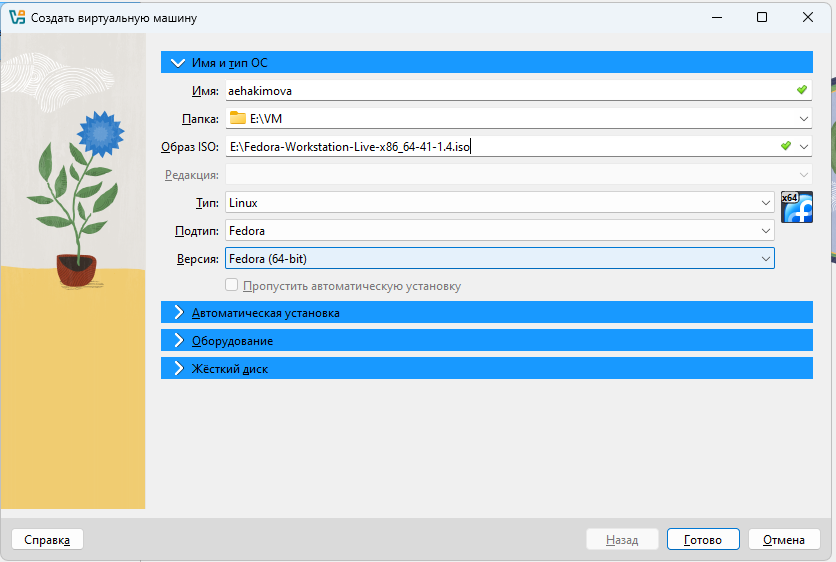 Создать виртуальную машину
Имя и тип ОС
Имя: aehakimova
Папка: E:\VM
Образ ISO: E:\Fedora-Workstation-Live-x86_64-41-1.4.iso
Редакция:
Тип: Linux
x64
Подтип: Fedora
Версия: Fedora (64-bit)
Пропустить автоматическую установку
Автоматическая установка
Оборудование
Жёсткий диск
Справка Назад Готово Отмена